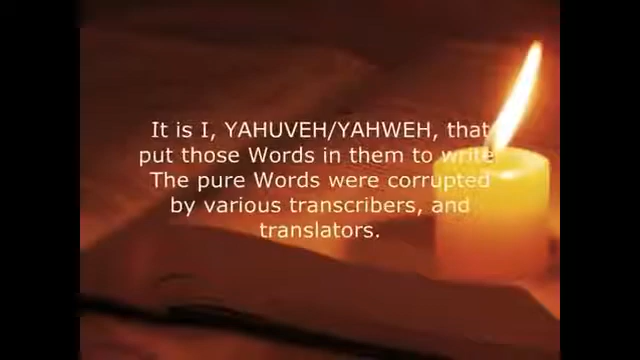 It is I, YAHUVEH/YAHWEH, that
put those Words in them to write
The pure Words were corrupted
by various transcribers, and
translators.